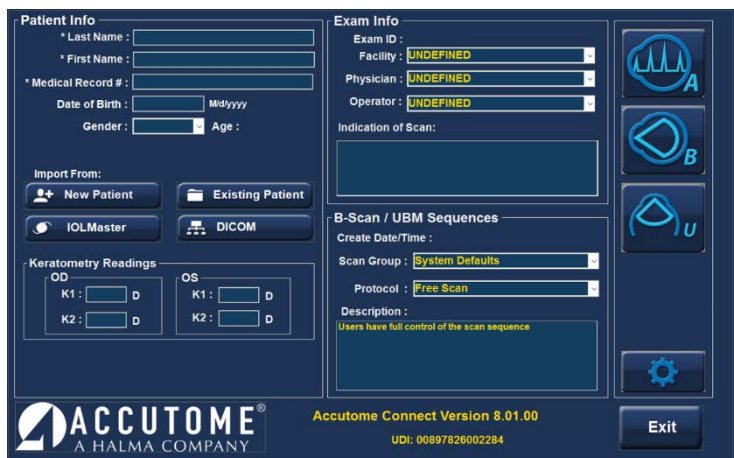 Patient Info
* Last Name :
* First Name :
* Medical Record # :
Date of Birth : M/d/yyyy
Gender : Age :
Import From:
New Patient Existing Patient
IOLMaster DICOM
Keratometry Readings
OD OS
K1 : D K1 : D
K2 : D K2 : D
Exam Info
Exam ID :
Facility : UNDEFINED
Physician : UNDEFINED
Operator : UNDEFINED
Indication of Scan:
B-Scan / UBM Sequences
Create Date/Time :
Scan Group : System Defaults
Protocol : Free Scan
Description :
Users have full control of the scan sequence
A
B
U
ACCUTOME®
A HALMA COMPANY
Accutome Connect Version 8.01.00
UDI: 00897826002284
Exit